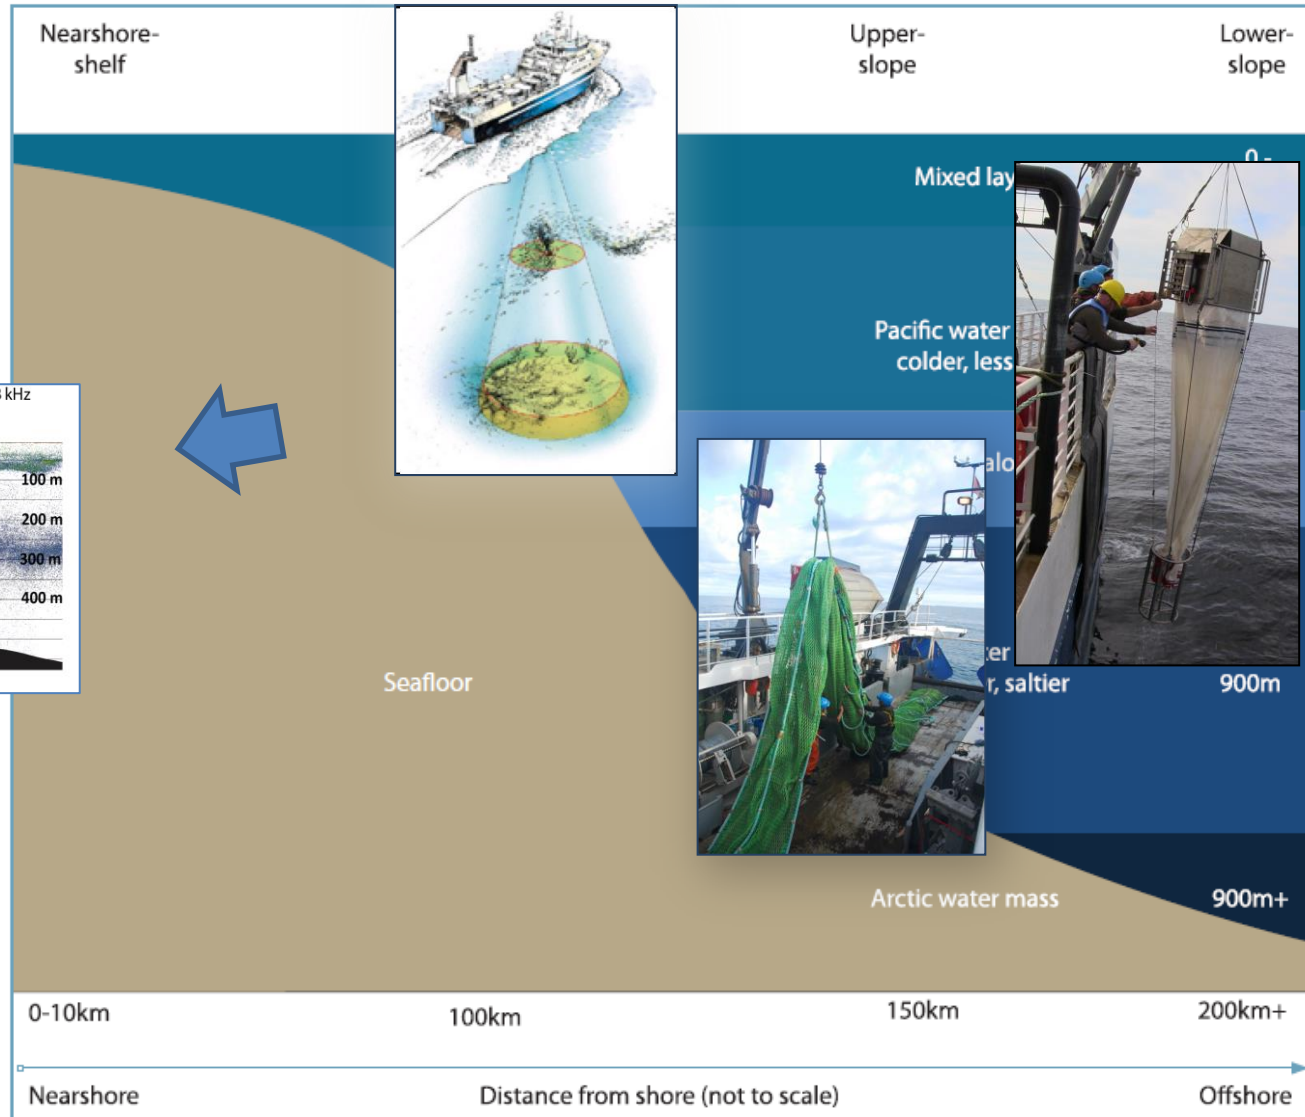 Nearshore-
shelf
Upper-
slope
Lower-
slope
0 -
Mixed
Pacific water
colder, less
kHz
100 m
200 m
300 m
400 m
Seafloor
saltier
900m
Arctic water mass
900m+
0-10km
100km
150km
200km+
Nearshore
Distance from shore (not to scale)
Offshore